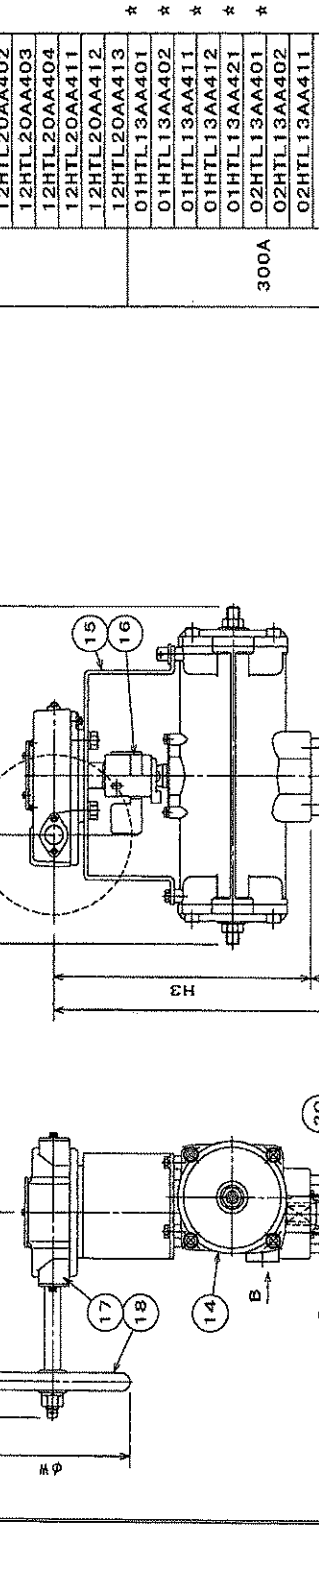 12HTL20AA402
12HTL20AA403
12HTL20AA404
12HTL20AA411
12HTL20AA412
12HTL20AA413
01HTL13AA401 ☆
01HTL13AA402 ☆
01HTL13AA411 ☆
01HTL13AA412 ☆
01HTL13AA421 ☆
02HTL13AA401
02HTL13AA402
02HTL13AA411
300A
15
16
H3
17
18
14
B
φW